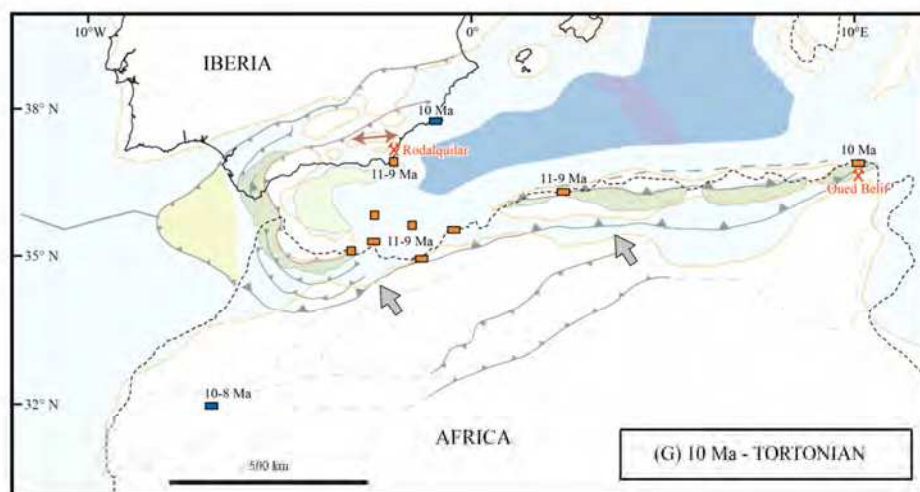 10°W
0°
10°E
IBERIA
38° N
10 Ma
Rodalquilar
11-9 Ma
10 Ma
11-9 Ma
Oued Belif
11-9 Ma
35° N
10-8 Ma
32° N
AFRICA
500 km
(G) 10 Ma - TORTONIAN